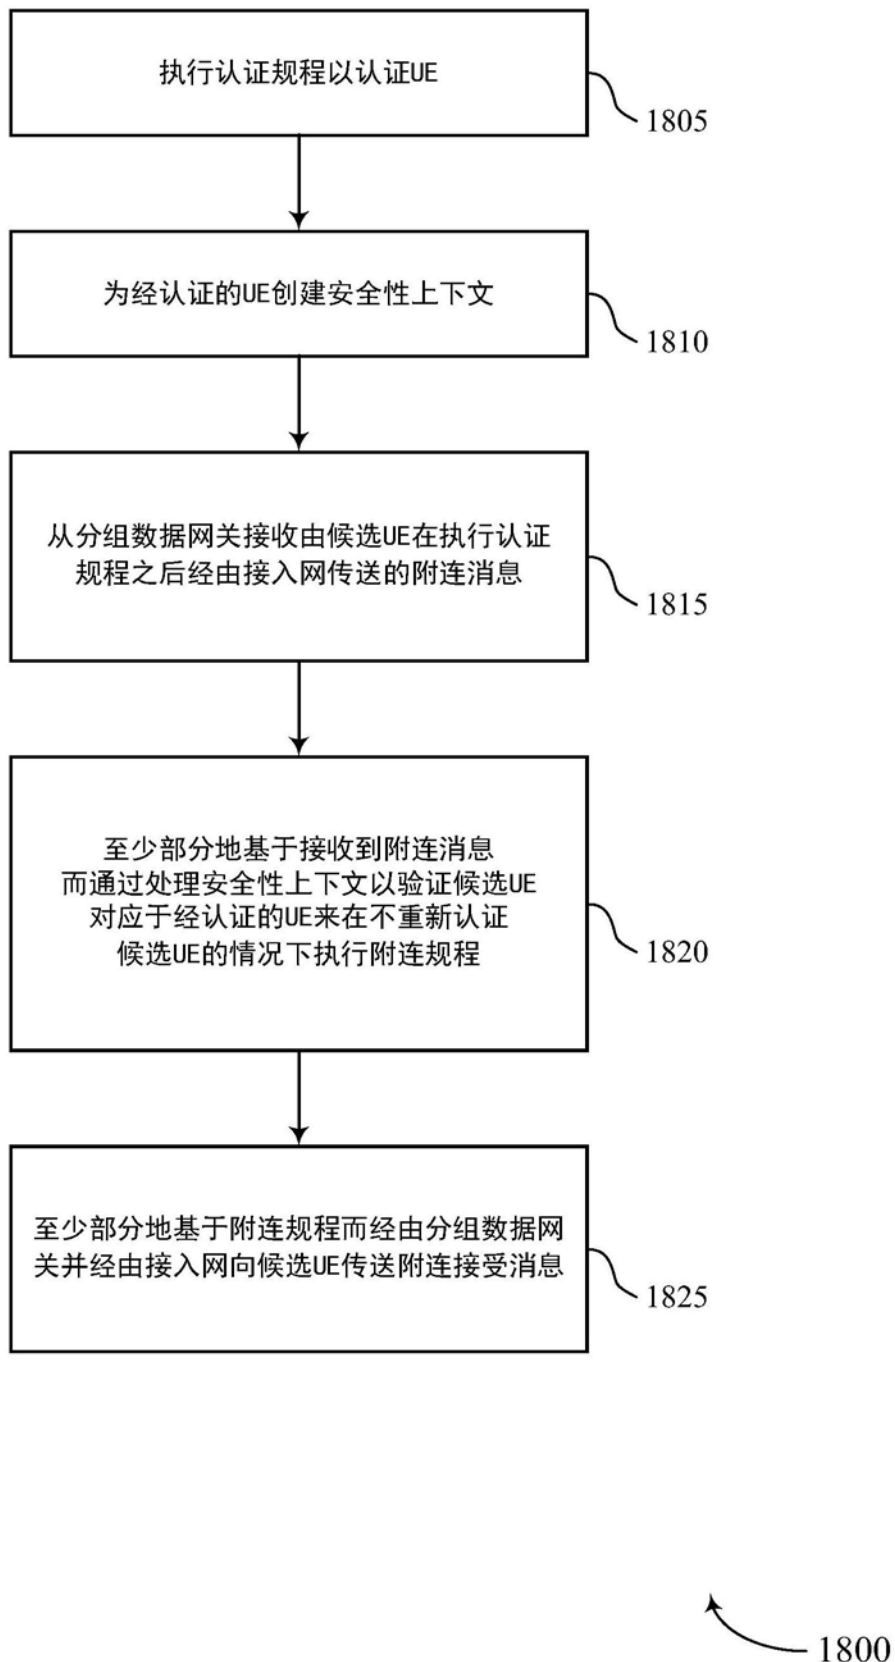 执行认证规程以认证UE
1805
为经认证的UE创建安全性上下文
1810
从分组数据网关接收由候选UE在执行认证
规程之后经由接入网传送的附连消息
1815
至少部分地基于接收到附连消息
而通过处理安全性上下文以验证候选UE
对应于经认证的UE来在不重新认证
候选UE的情况下执行附连规程
1820
至少部分地基于附连规程而经由分组数据网
关并经由接入网向候选UE传送附连接受消息
1825
1800